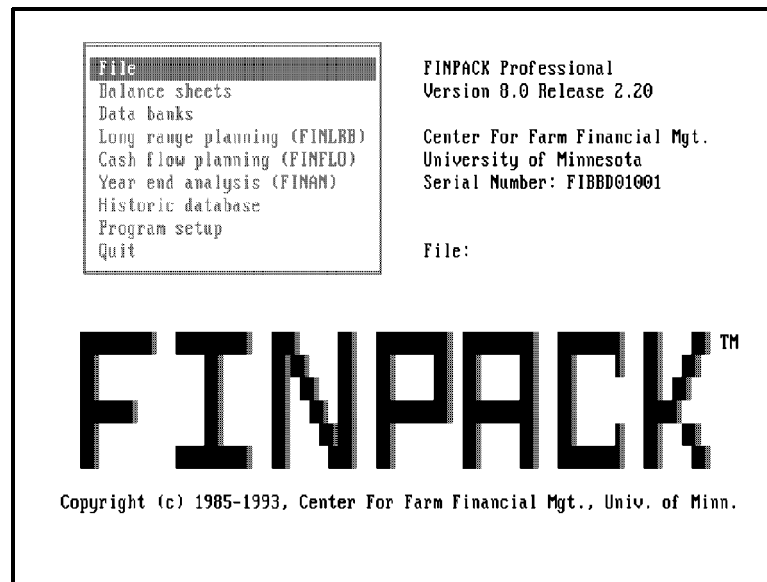 File
Balance sheets
Data banks
Long range planning (FINLRB)
Cash flow planning (FINFLO)
Year end analysis (FINAN)
Historic database
Program setup
Quit
FINPACK Professional
Version 8.0 Release 2.20
Center For Farm Financial Mgt.
University of Minnesota
Serial Number: FIBBD01001
File:
FINPACK TM
Copyright (c) 1985-1993, Center For Farm Financial Mgt., Univ. of Minn.